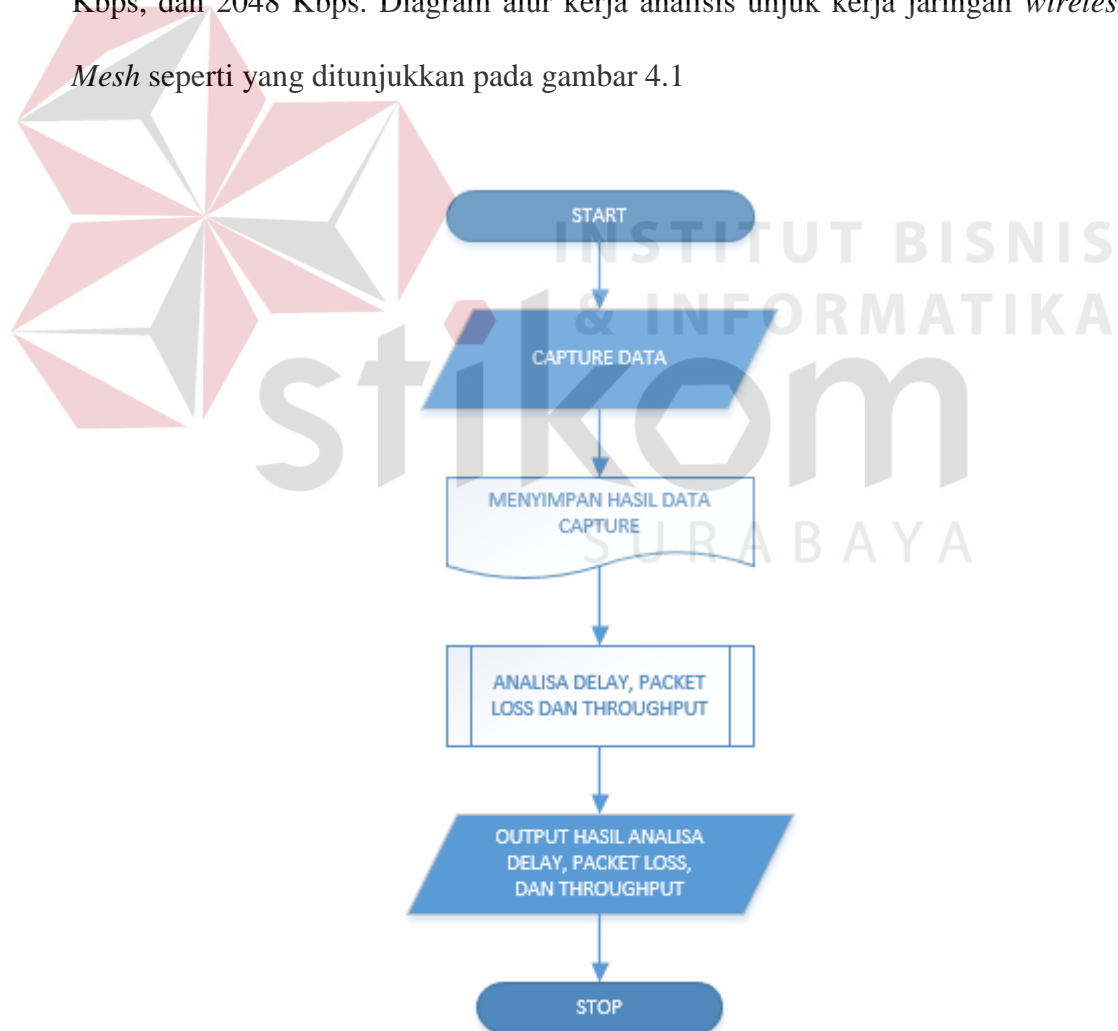 Kbps, dan 2048 Kbps. Diagram alur kerja analisis unjuk kerja jaringan wireles
Mesh seperti yang ditunjukkan pada gambar 4.1
START
INSTITUT BISNIS
& INFORMATIKA
CAPTURE DATA
stikom
MENYIMPAN HASIL DATA
CAPTURE
SURABAYA
ANALISA DELAY, PACKET
LOSS DAN THROUGHPUT
OUTPUT HASIL ANALISA
DELAY, PACKET LOSS,
DAN THROUGHPUT
STOP